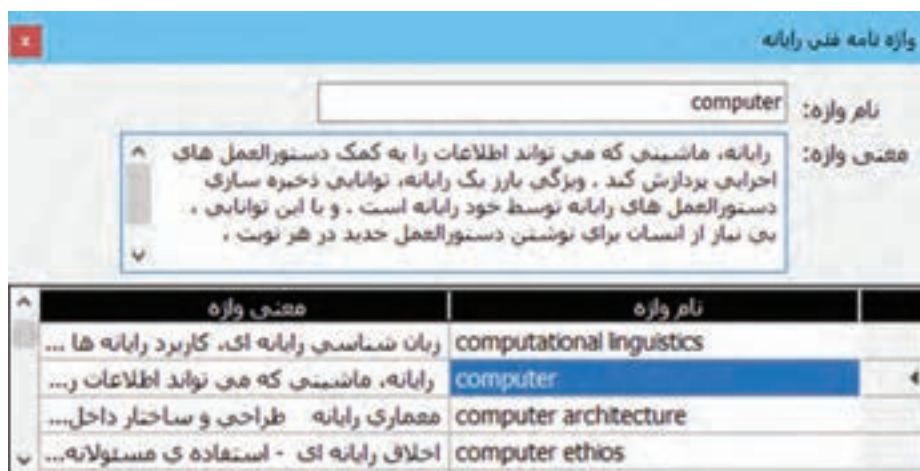 واژه نامه فنی رایانه
x
نام واژه: computer
معنی واژه: رایانه، ماشینی که می تواند اطلاعات را به کمک دستورالعمل های
اجرایی پردازش کند . ویژگی بارز یک رایانه، توانایی ذخیره سازی
دستورالعمل های رایانه توسط خود رایانه است . و با این توانایی ،
بی نیاز از انسان برای نوشتن دستورالعمل جدید در هر نوبت ،
نام واژه معنی واژه
computational linguistics زبان شناسی رایانه ای، کاربرد رایانه ها ...
computer رایانه، ماشینی که می تواند اطلاعات ر...
computer architecture معماری رایانه طراحی و ساختار داخل...
computer ethios اخلاق رایانه ای - استفاده ی مسئولانه...